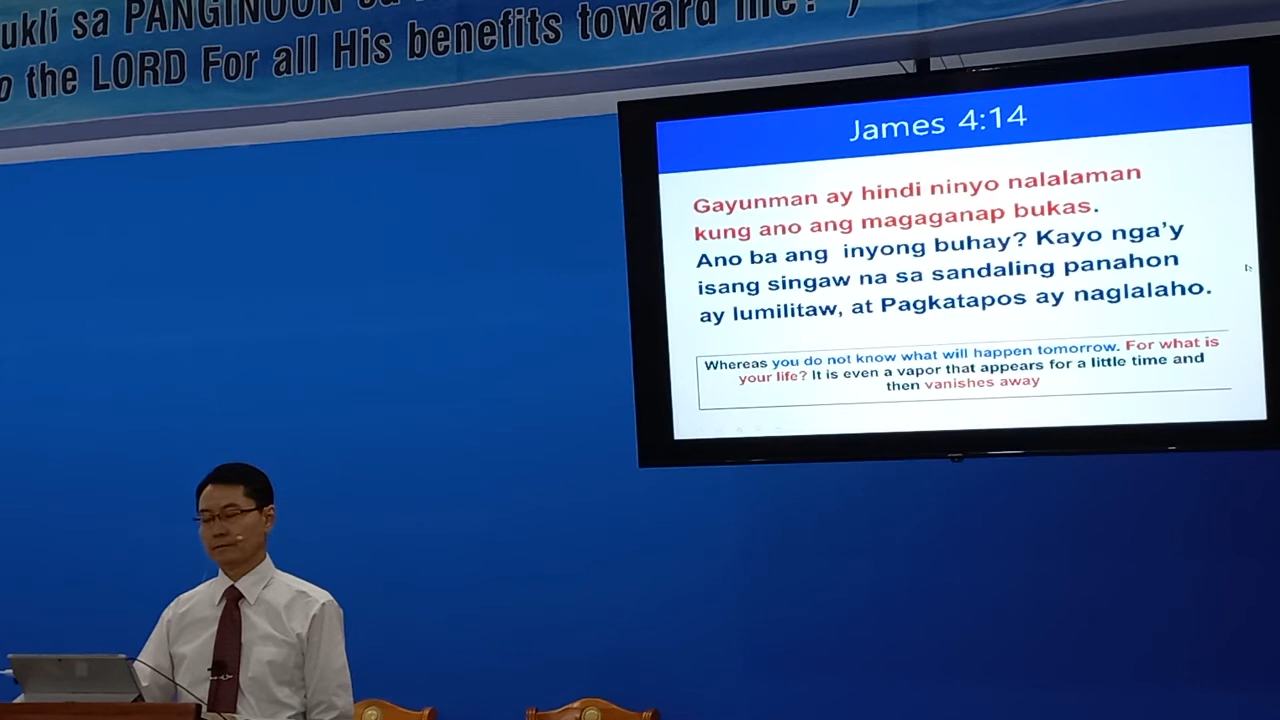 ukli sa PANGINOON sa
the LORD For all His benefits toward me? )
James 4:14
Gayunman ay hindi ninyo nalalaman
kung ano ang magaganap bukas.
Ano ba ang inyong buhay? Kayo nga'y
isang singaw na sa sandaling panahon
ay lumilitaw, at Pagkatapos ay naglalaho.
Whereas you do not know what will happen tomorrow. For what is
your life? It is even a vapor that appears for a little time and
then vanishes away